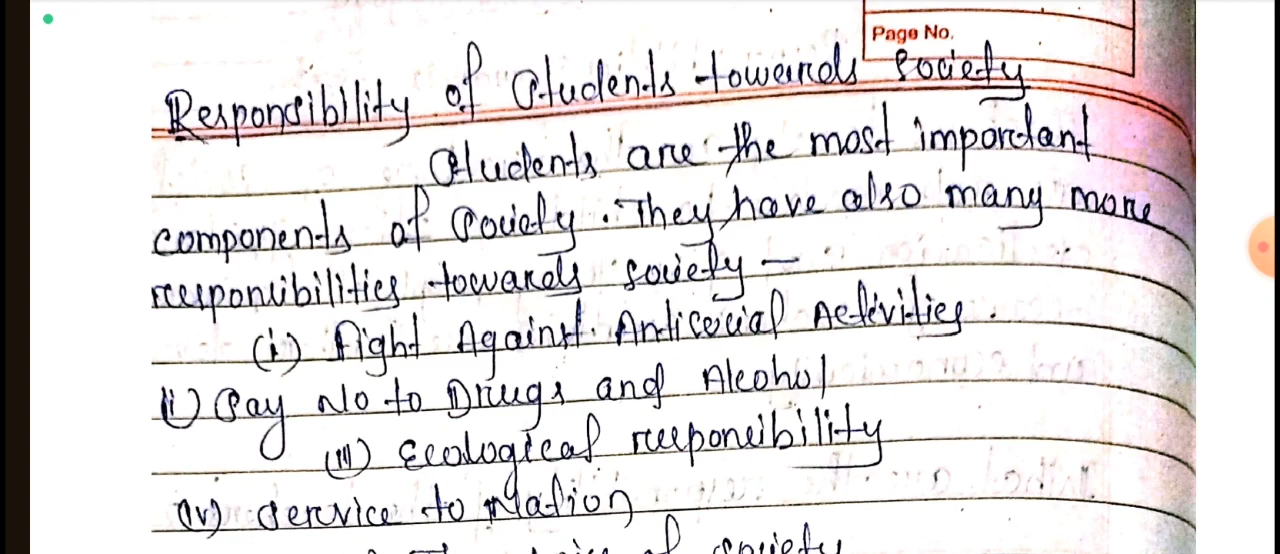 Page No.
Responsibility of Students towards Society
Students are the most important
components of Society. They have also many more
responsibilities towards society —
(i) Fight Against Antisocial Activities.
ii) Say No to Drugs and Alcohol
(iii) Ecological responsibility
(iv) Service to Nation
of society